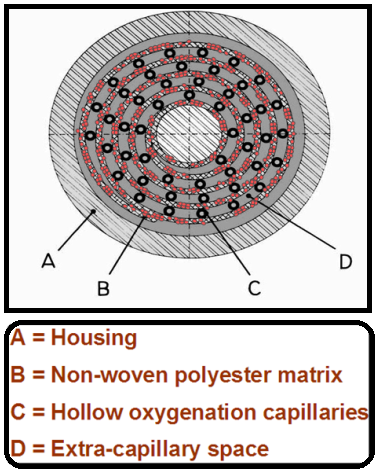 A
B
C
D
A = Housing
B = Non-woven polyester matrix
C = Hollow oxygenation capillaries
D = Extra-capillary space